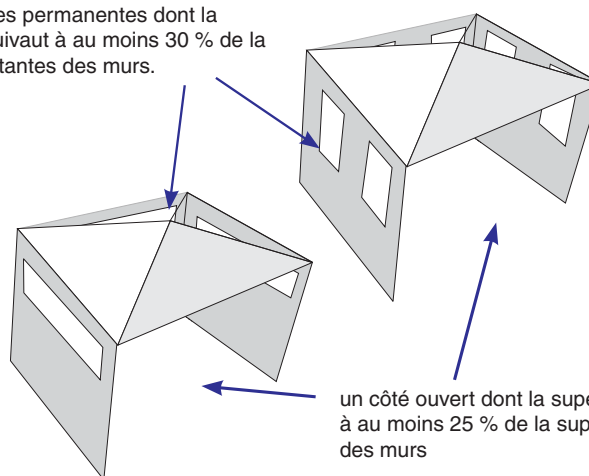 es permanentes dont la
uivaut à au moins 30 % de la
tantes des murs.
un côté ouvert dont la supe
à au moins 25 % de la sup
des murs